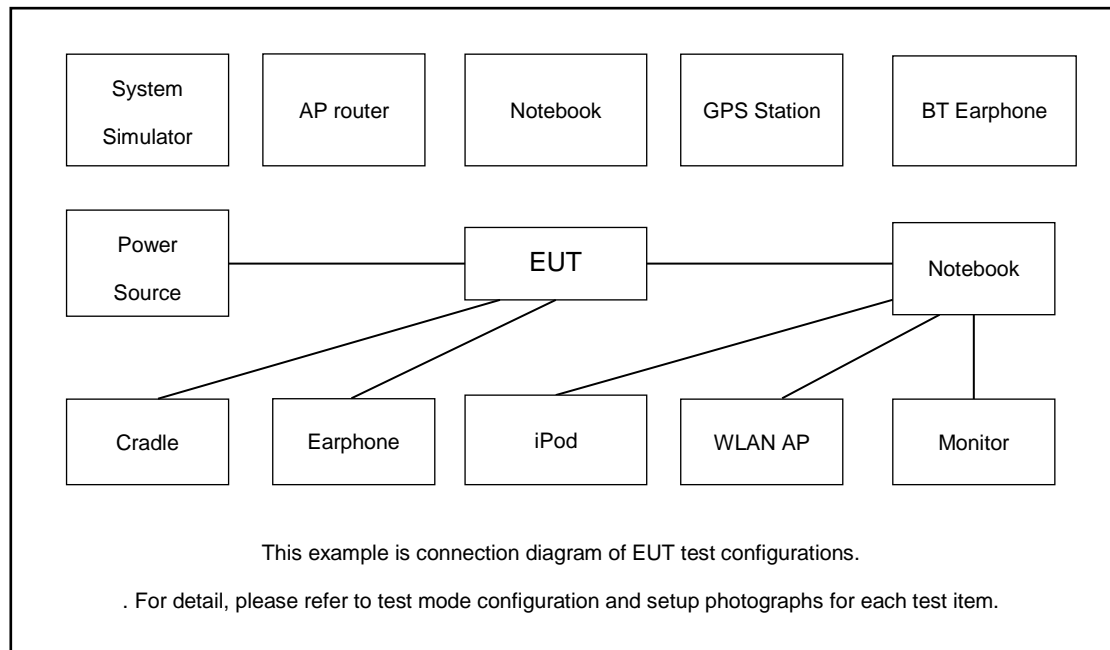 System
Simulator
AP router
Notebook
GPS Station
BT Earphone
Power
Source
EUT
Notebook
Cradle
Earphone
iPod
WLAN AP
Monitor
This example is connection diagram of EUT test configurations.
. For detail, please refer to test mode configuration and setup photographs for each test item.